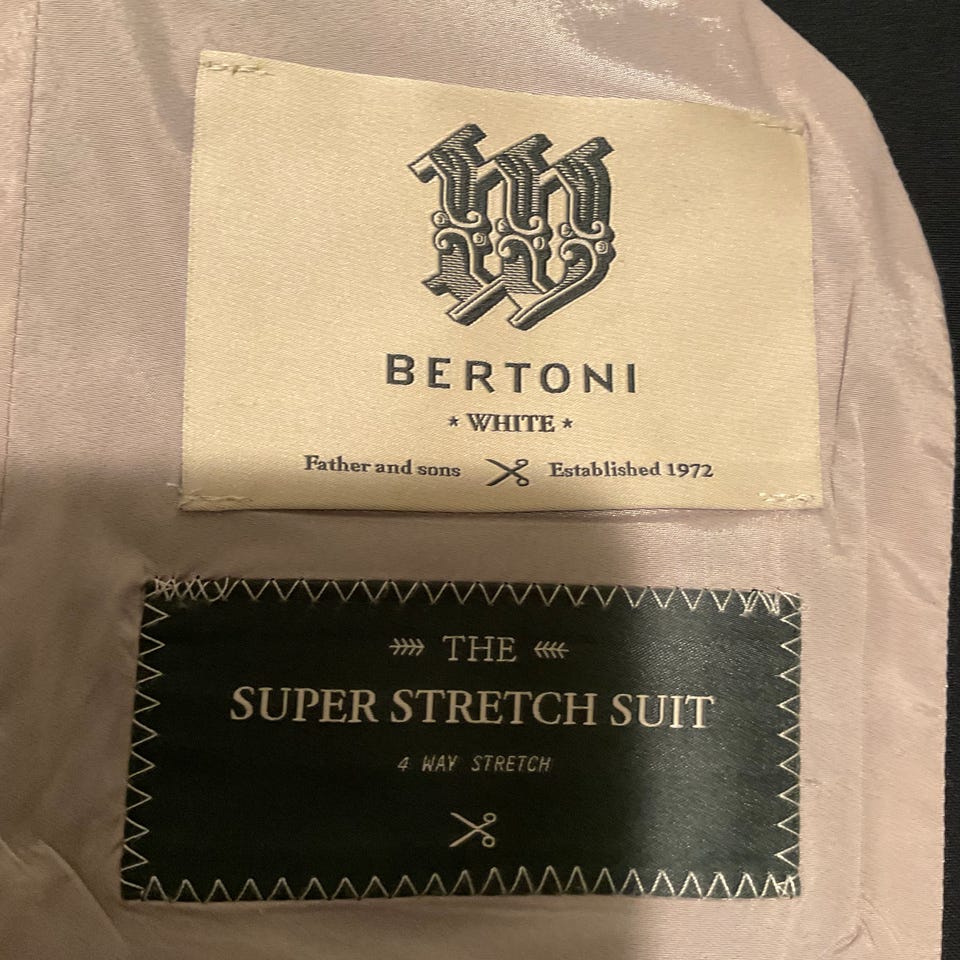 W
BERTONI
* WHITE *
Father and sons Established 1972
THE
SUPER STRETCH SUIT
4 WAY STRETCH